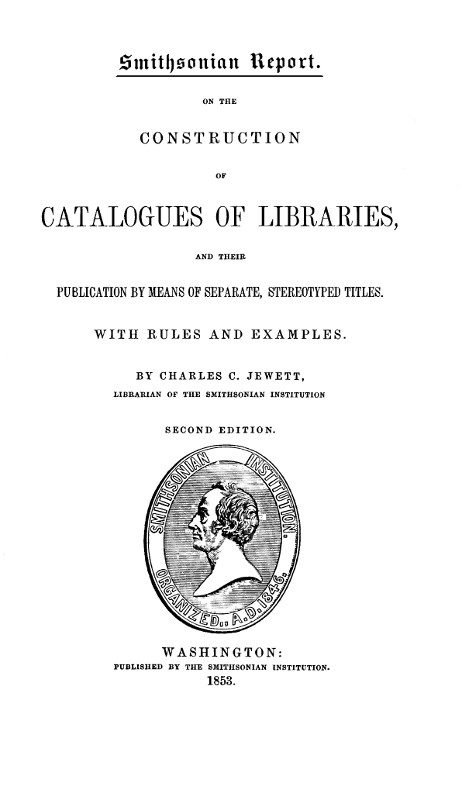 Smithsonian Report.
ON THE
CONSTRUCTION
OF
CATALOGUES OF LIBRARIES,
AND THEIR
PUBLICATION BY MEANS OF SEPARATE, STEREOTYPED TITLES.
WITH RULES AND EXAMPLES.
BY CHARLES C. JEWETT,
LIBRARIAN OF THE SMITHSONIAN INSTITUTION
SECOND EDITION.
SMITHSONIAN INSTITUTION.
ORGANIZED., A.D. 1846.
WASHINGTON:
PUBLISHED BY THE SMITHSONIAN INSTITUTION.
1853.